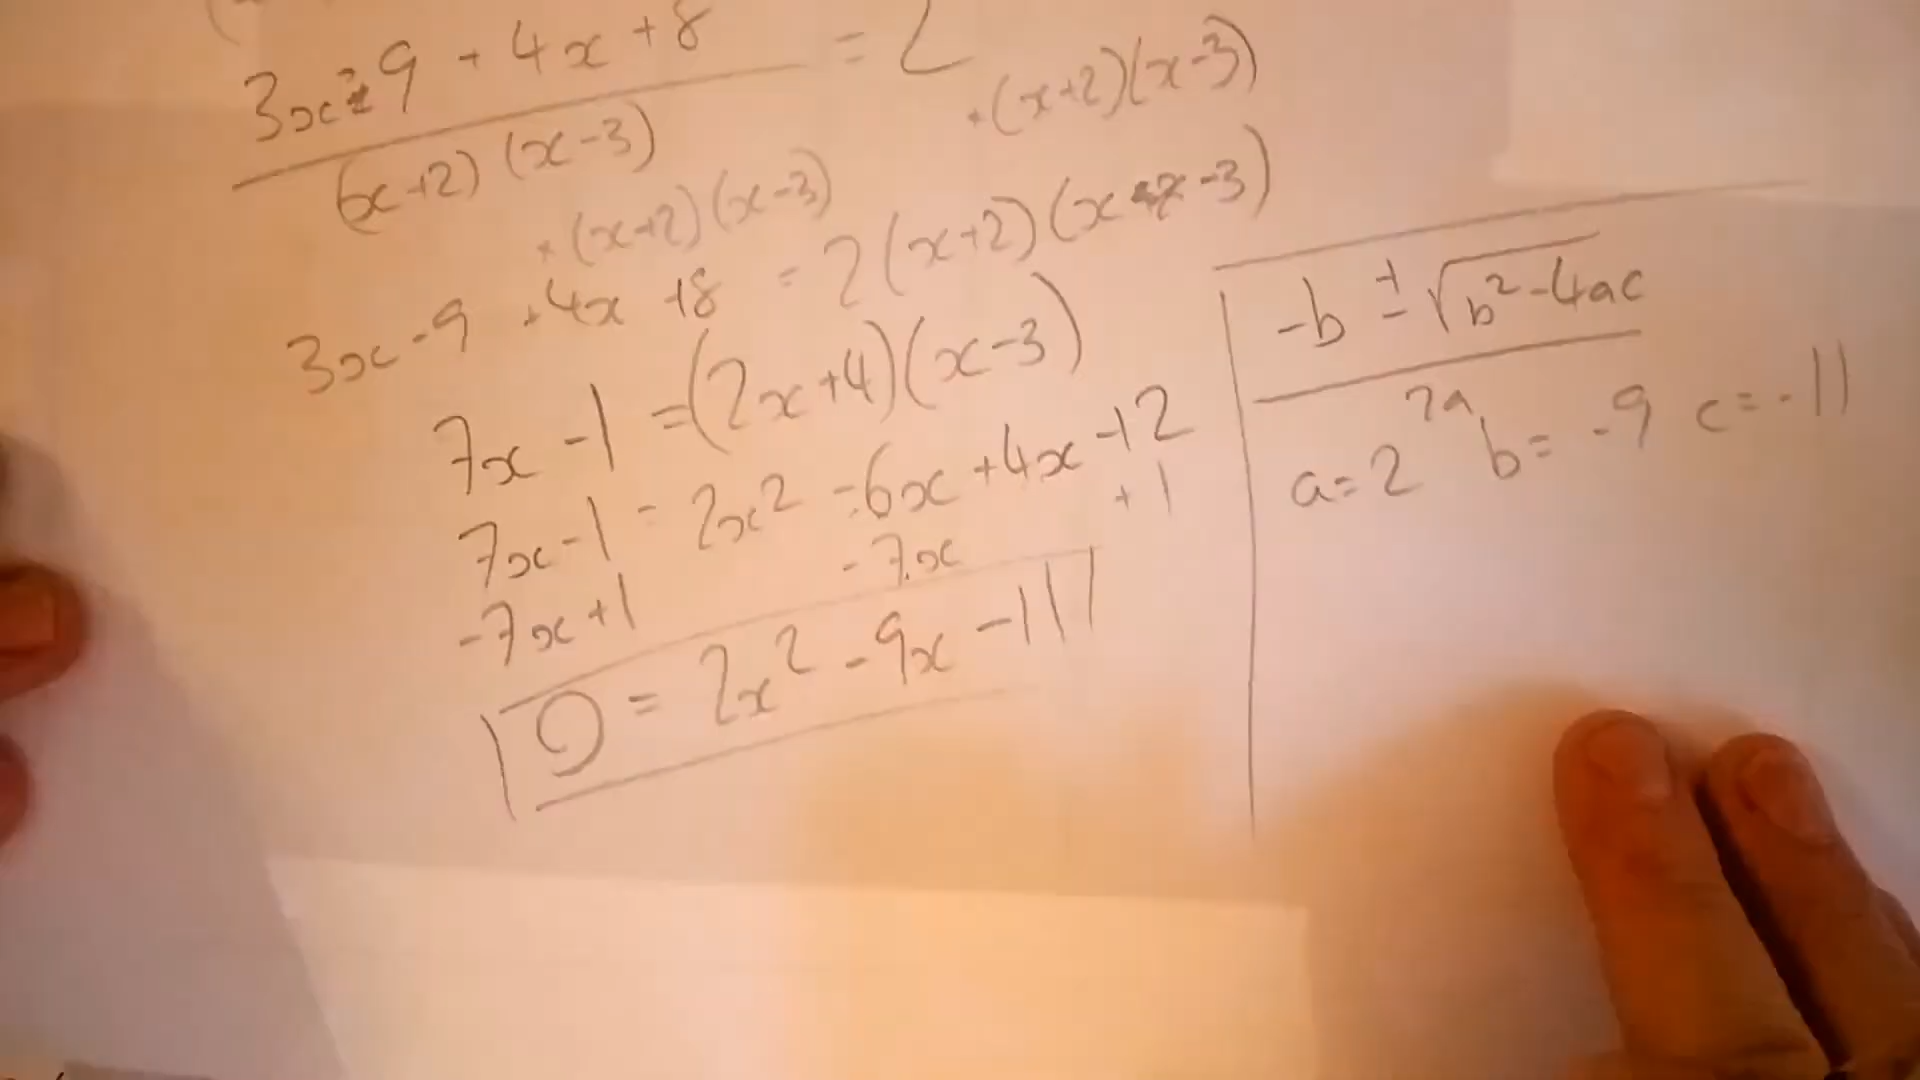 3x-9 + 4x + 8 = 2
(x+2) (x-3)
×(x+2)(x-3)
×(x+2)(x-3)
3x-9 +4x +8 = 2(x+2)(x-3)
7x -1 = (2x+4)(x-3)
7x-1 = 2x² -6x +4x -12
-7x+1 -7x +1
0 = 2x² -9x -11
-b ± √b²-4ac
2a
a=2 b= -9 c= -11